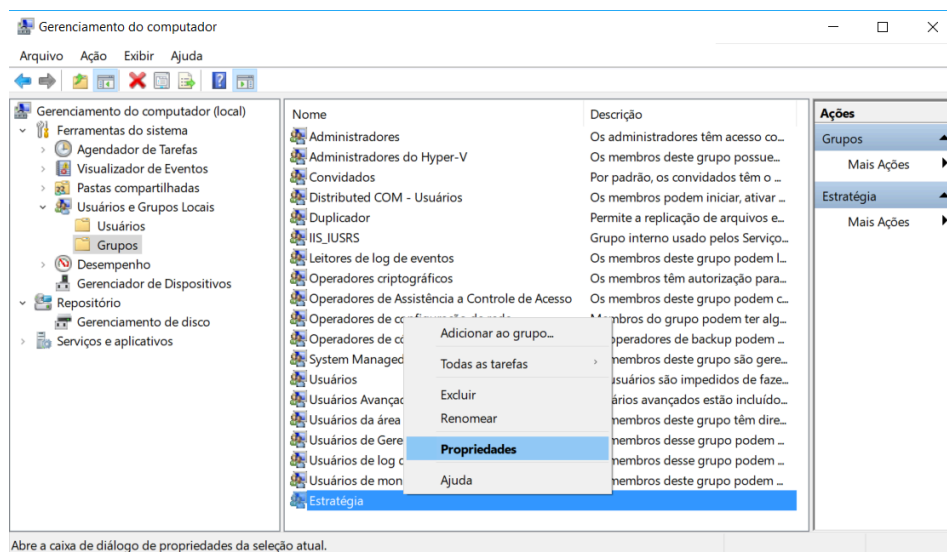 Gerenciamento do computador
Arquivo Ação Exibir Ajuda
Gerenciamento do computador (local)
Ferramentas do sistema
Agendador de Tarefas
Visualizador de Eventos
Pastas compartilhadas
Usuários e Grupos Locais
Usuários
Grupos
Desempenho
Gerenciador de Dispositivos
Repositório
Gerenciamento de disco
Serviços e aplicativos
Nome Descrição
Administradores Os administradores têm acesso co...
Administradores do Hyper-V Os membros deste grupo possue...
Convidados Por padrão, os convidados têm o ...
Distributed COM - Usuários Os membros podem iniciar, ativar ...
Duplicador Permite a replicação de arquivos e...
IIS_IUSRS Grupo interno usado pelos Serviço...
Leitores de log de eventos Os membros deste grupo podem l...
Operadores criptográficos Os membros têm autorização para...
Operadores de Assistência a Controle de Acesso Os membros deste grupo podem c...
Operadores de do grupo podem ter alg...
Operadores de operadores de backup podem ...
System Managed membros deste grupo são gere...
Usuários usuários são impedidos de faze...
Usuários avançados estão incluído...
Usuários da área membros deste grupo têm dire...
Usuários de membros desse grupo podem ...
Usuários de log membros desse grupo podem ...
Usuários de membros deste grupo podem ...
Estratégia
Adicionar ao grupo...
Todas as tarefas
Excluir
Renomear
Propriedades
Ajuda
Ações
Grupos
Mais Ações
Estratégia
Mais Ações
Abre a caixa de diálogo de propriedades da seleção atual.